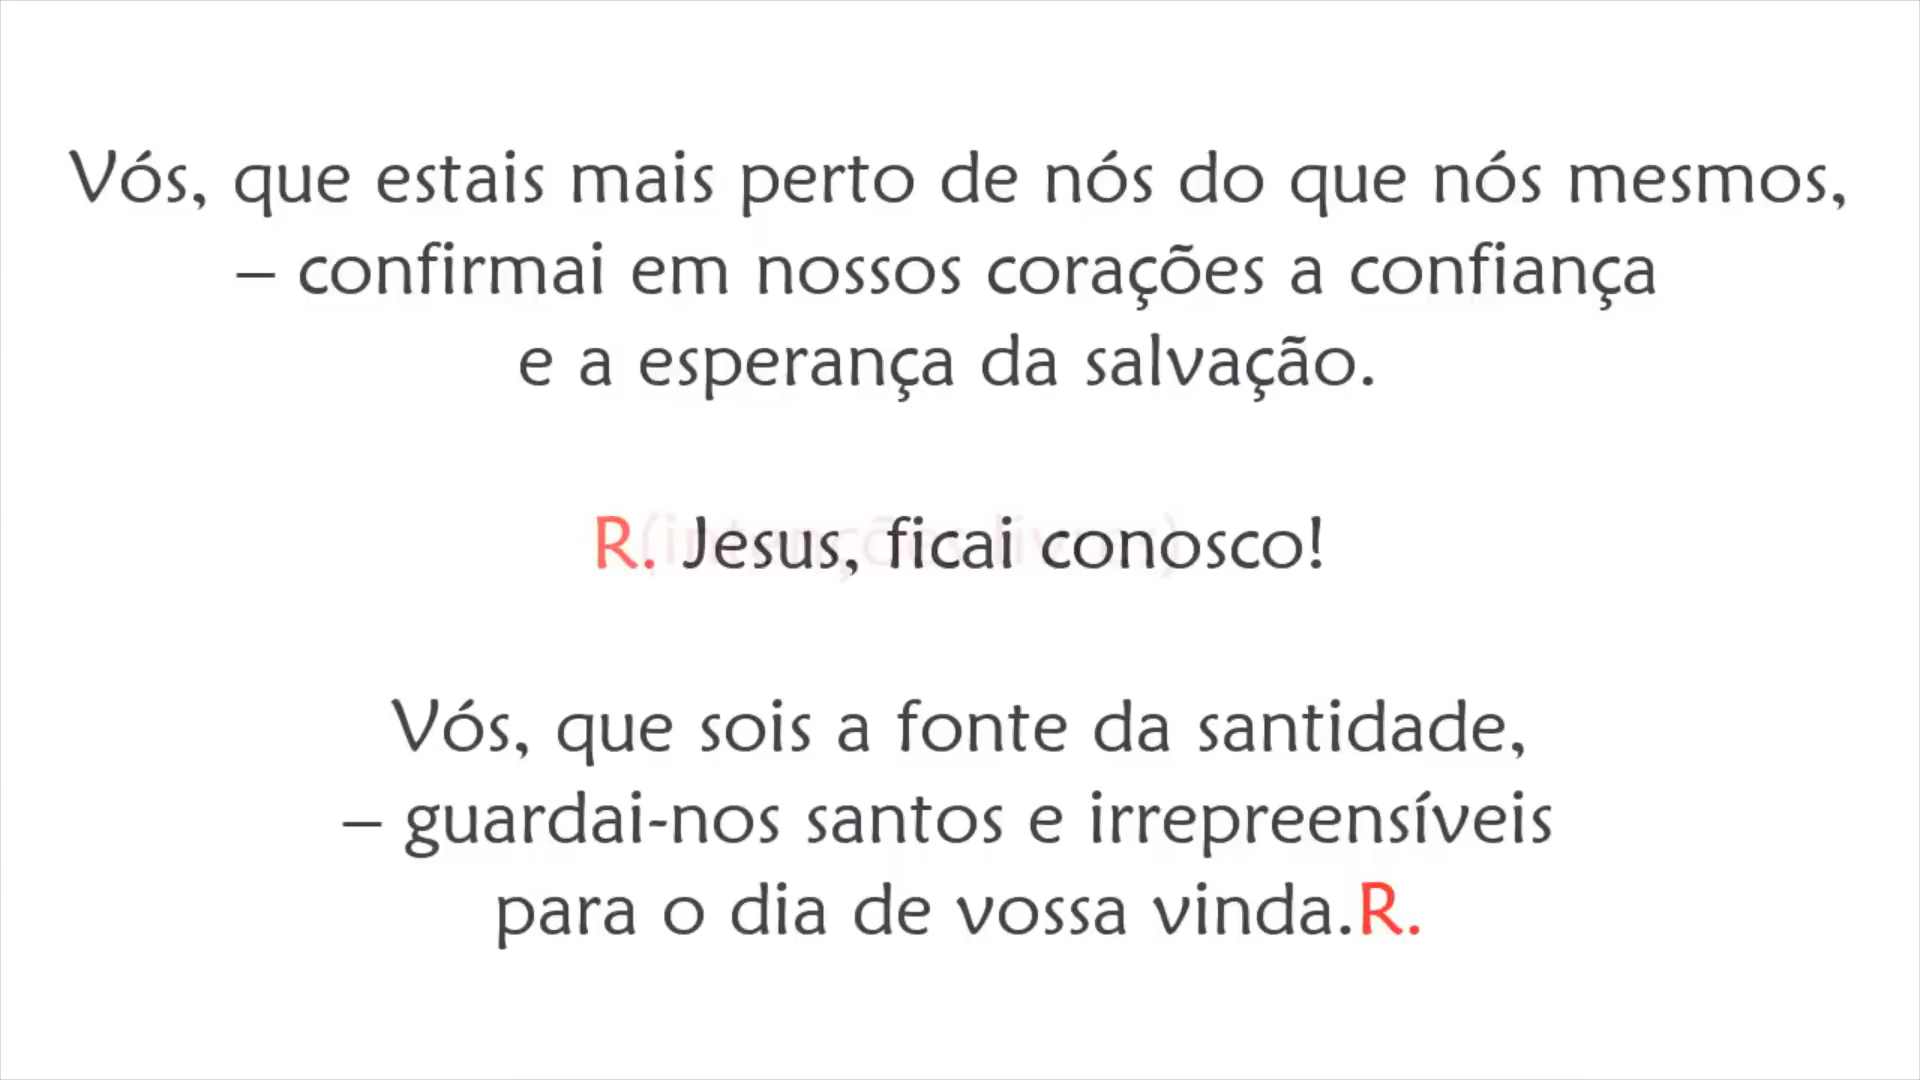 Vós, que estais mais perto de nós do que nós mesmos,
– confirmai em nossos corações a confiança
e a esperança da salvação.
R. Jesus, ficai conosco!
Vós, que sois a fonte da santidade,
– guardai-nos santos e irrepreensíveis
para o dia de vossa vinda.R.